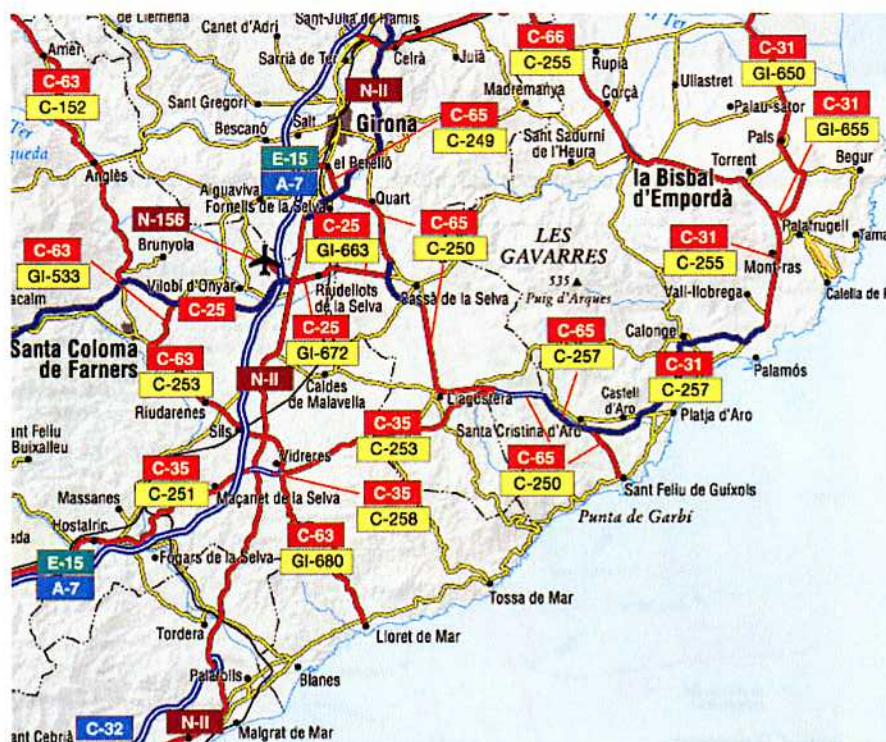 de Llémena
Canet d'Adri
Sant Julià de Ramis
Sarrià de Ter
Celrà
Juià
Amer
C-63
C-152
N-II
C-66
C-255
Rupià
C-31
GI-650
Ullastret
Madremanya
Corçà
Palau-sator
C-31
GI-655
Sant Gregori
Bescanó
Salt
Girona
C-65
C-249
Sant Sadurní
de l'Heura
Pals
Torrent
Begur
Ter
Anglès
E-15
A-7
Aiguaviva
Fornells de la Selva
Quart
la Bisbal
d'Empordà
Palafrugell
N-156
Brunyola
C-25
GI-663
C-65
C-250
LES
GAVARRES
535
Puig d'Arques
C-31
C-255
Mont-ras
Vall-llobrega
C-63
GI-533
Vilobí d'Onyar
C-25
Riudellots
de la Selva
Cassà de la Selva
Calella de P
Santa Coloma
de Farners
C-25
GI-672
C-65
C-257
Calonge
C-31
C-257
Palamós
C-63
C-253
N-II
Caldes
de Malavella
Riudarenes
Llagostera
Castell
d'Aro
Platja d'Aro
Santa Cristina d'Aro
ant Feliu
Buixalleu
Sils
C-35
C-253
C-35
C-251
Vidreres
C-65
C-250
Massanes
Maçanet de la Selva
C-35
C-258
Sant Feliu de Guíxols
Punta de Garbí
Hostalric
E-15
A-7
Fogars de la Selva
C-63
GI-680
Tossa de Mar
Tordera
Lloret de Mar
Palafolls
Blanes
ant Cebrià
C-32
N-II
Malgrat de Mar